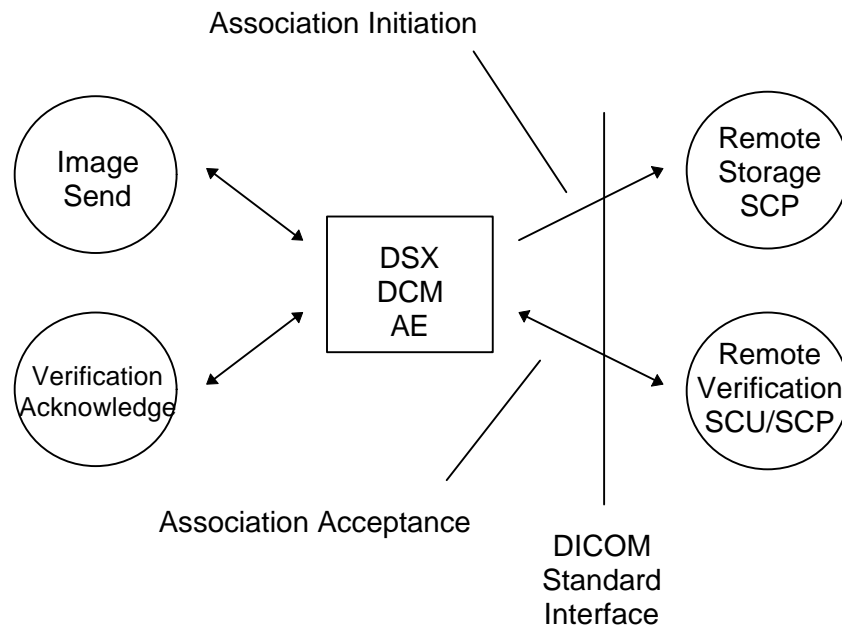 Association Initiation
Image
Send
DSX
DCM
AE
Remote
Storage
SCP
Verification
Acknowledge
Remote
Verification
SCU/SCP
Association Acceptance
DICOM
Standard
Interface